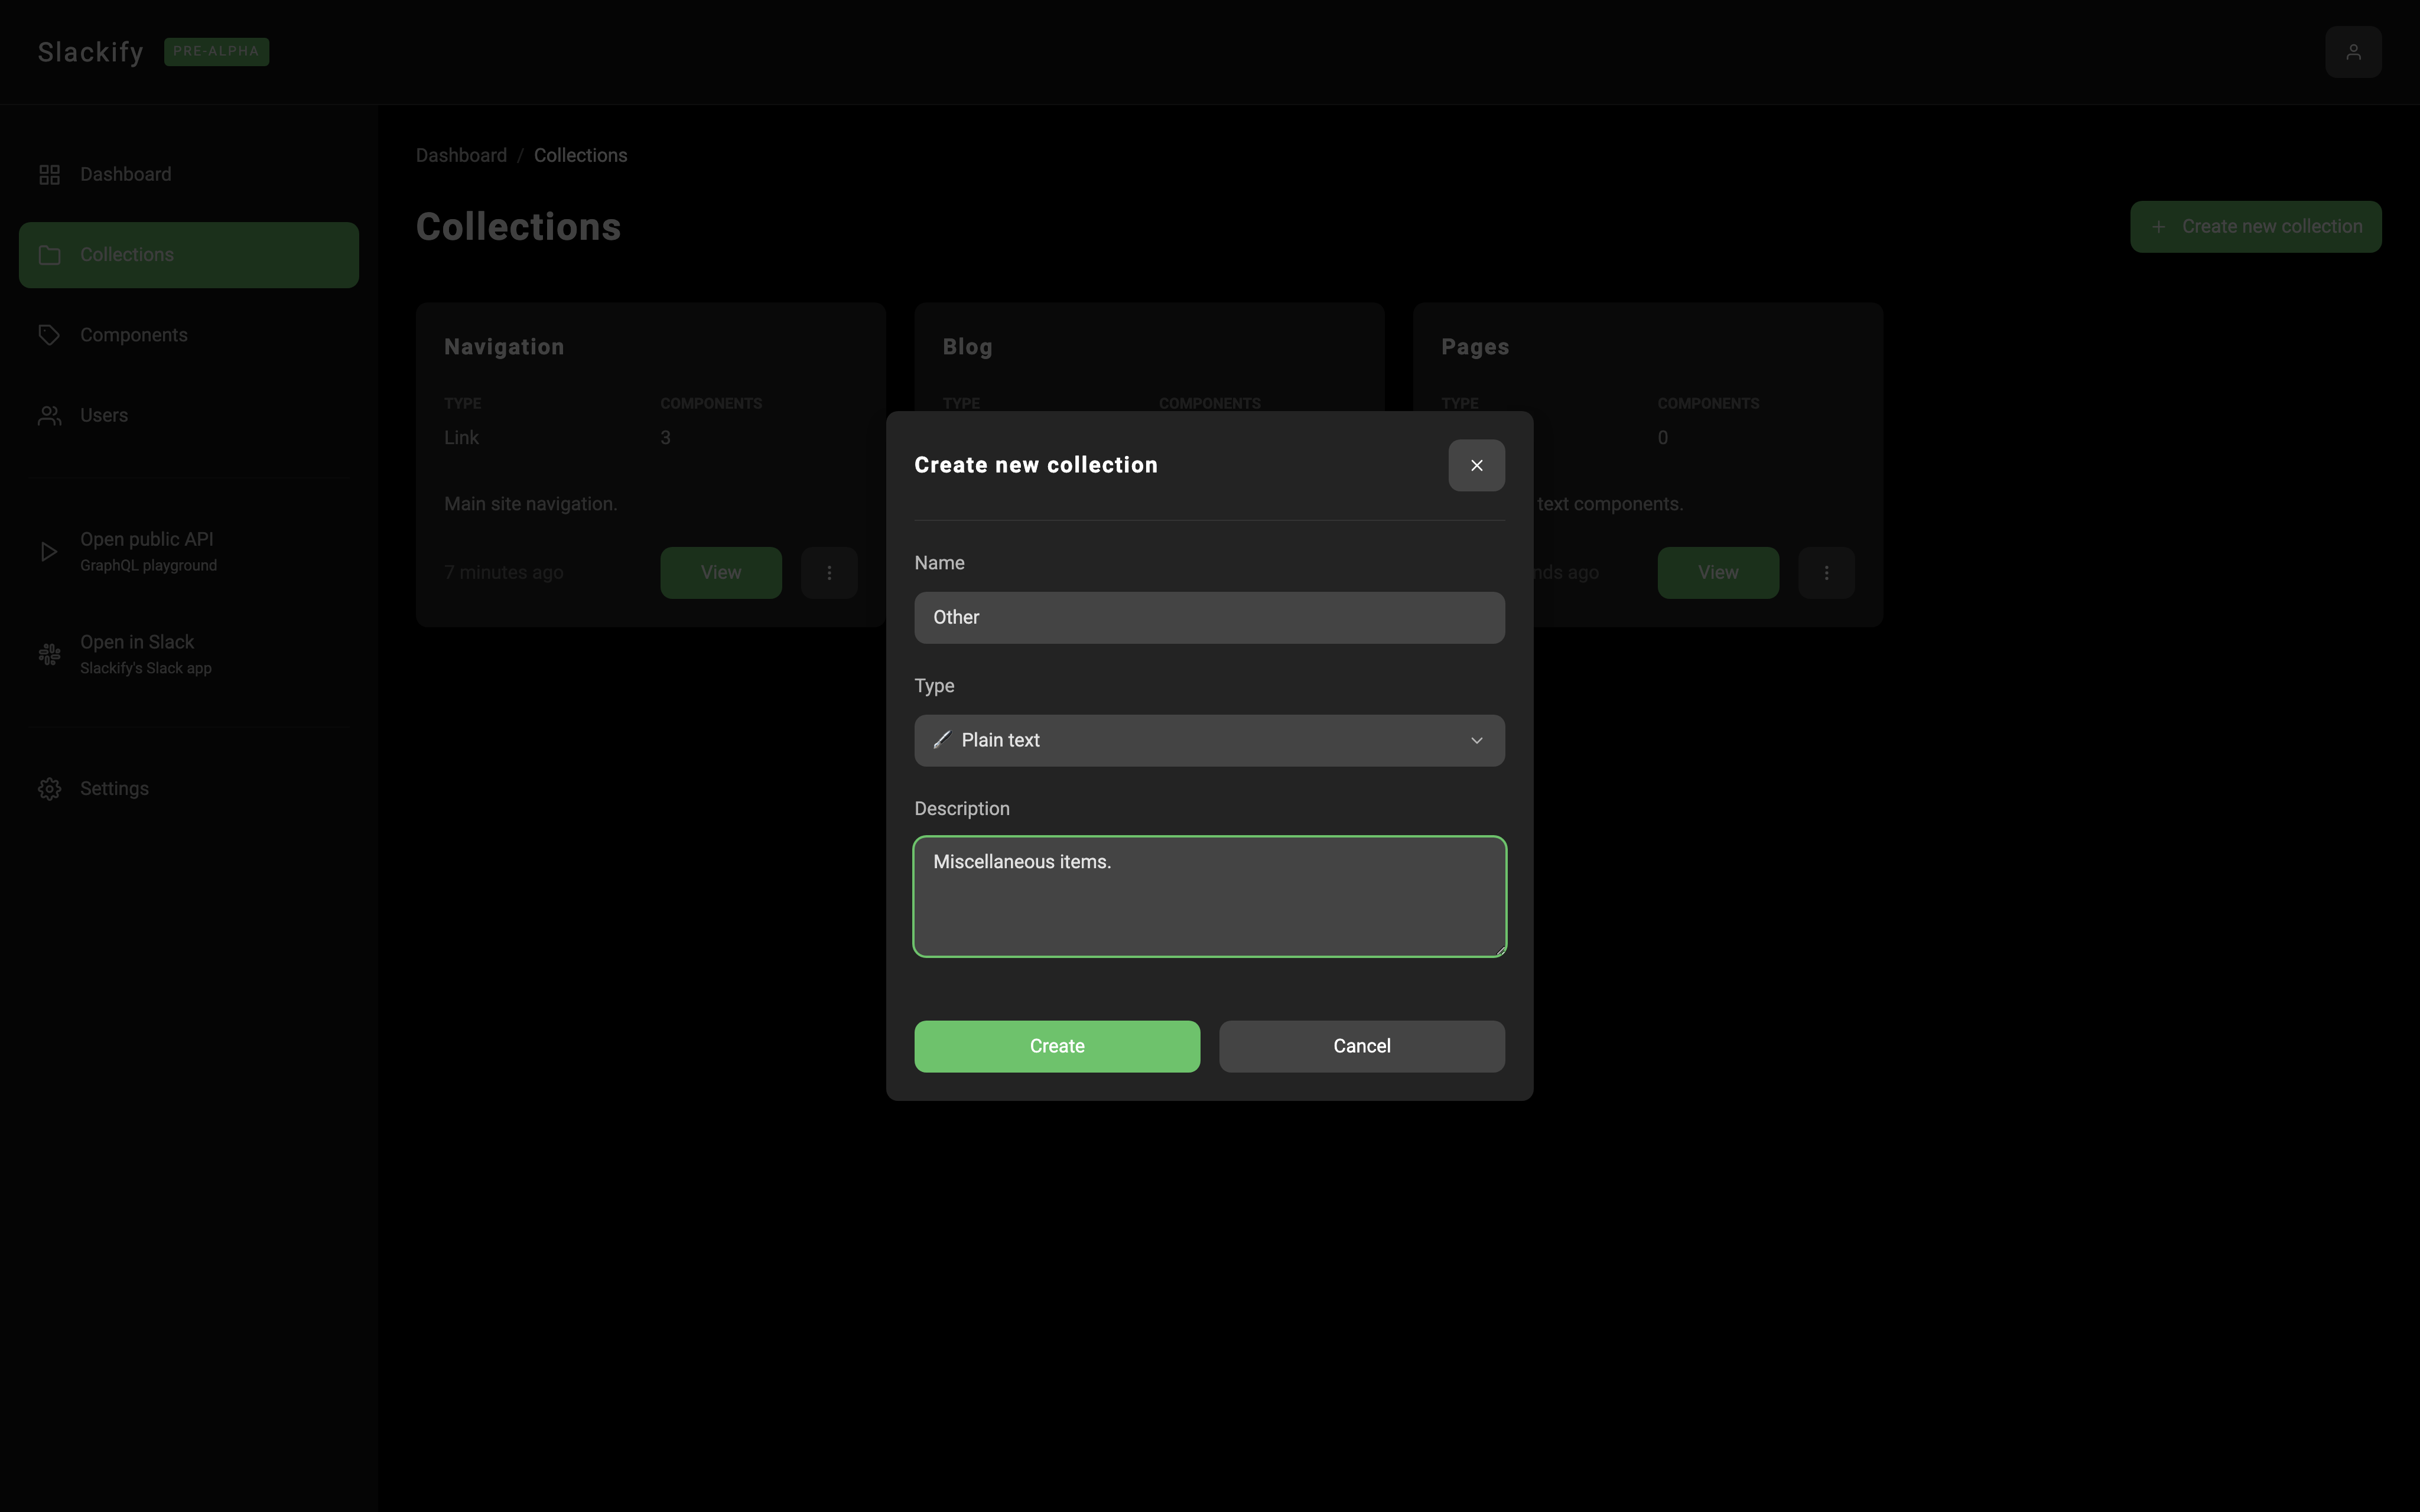 Slackify PRE-ALPHA
Dashboard
Collections
Components
Users
Open public API
GraphQL playground
Open in Slack
Slackify's Slack app
Settings
Dashboard / Collections
Collections
Create new collection
Navigation
TYPE COMPONENTS
Link 3
Main site navigation.
7 minutes ago View
Blog
TYPE COMPONENTS
Pages
TYPE COMPONENTS
0
text components.
ago View
Create new collection
Name
Other
Type
Plain text
Description
Miscellaneous items.
Create Cancel